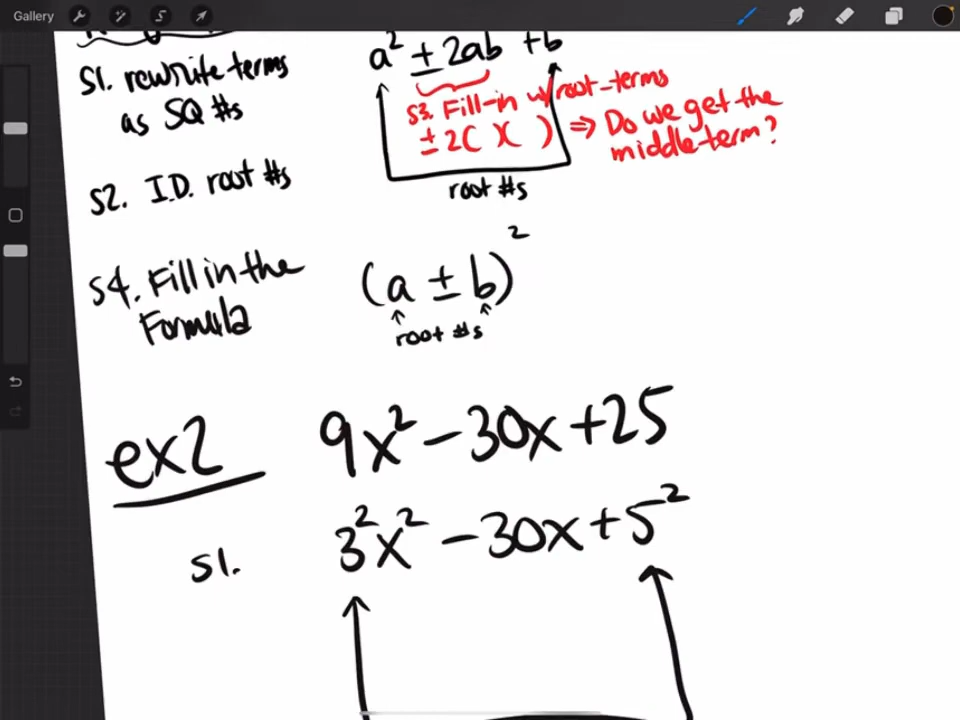 Gallery
S1. rewrite terms
as SQ #s
a² ± 2ab + b
S3. Fill-in w/root-terms
± 2( )( ) ⇒ Do we get the
middle-term?
S2. I.D. root #s
root #s
S4. Fill in the
Formula
(a ± b)²
root #s
ex2
9x² - 30x + 25
S1.
3²x² - 30x + 5²